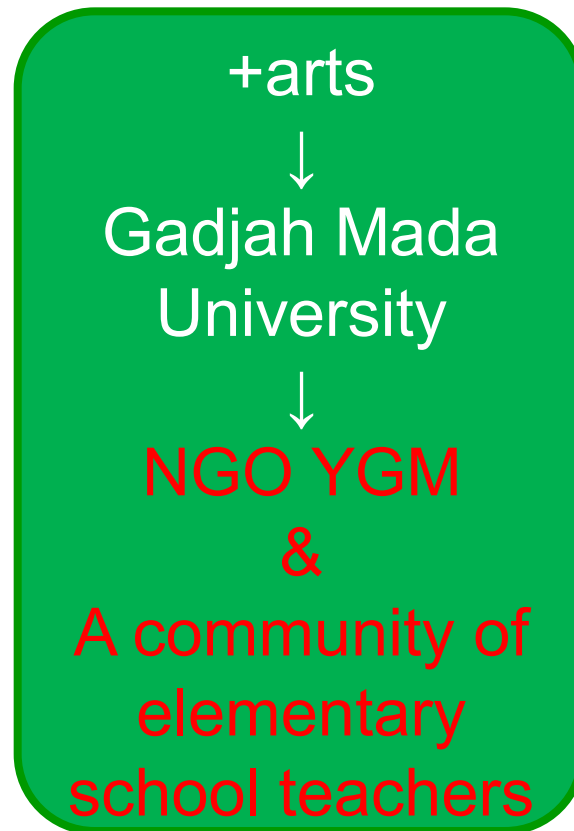 +arts
↓
Gadjah Mada
University
↓
NGO YGM
&
A community of
elementary
school teachers